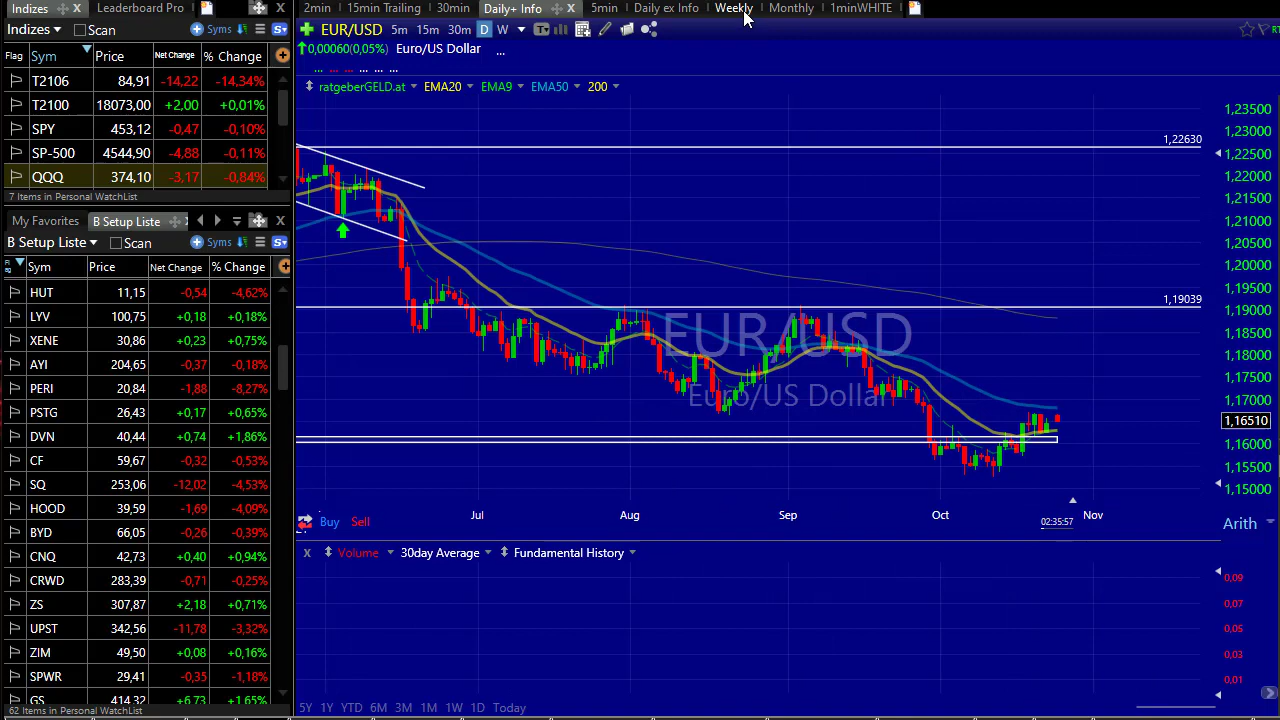 Indizes Leaderboard Pro
2min 15min Trailing 30min Daily+ Info 5min Daily ex Info Weekly Monthly 1minWHITE
Indizes Scan Syms
EUR/USD 5m 15m 30m D W
0,00060(0,05%) Euro/US Dollar ...
Flag Sym Price Net Change % Change
T2106 84,91 -14,22 -14,34%
T2100 18073,00 +2,00 +0,01%
SPY 453,12 -0,47 -0,10%
SP-500 4544,90 -4,88 -0,11%
QQQ 374,10 -3,17 -0,84%
7 Items in Personal WatchList
ratgeberGELD.at EMA20 EMA9 EMA50 200
My Favorites B Setup Liste
B Setup Liste Scan Syms
Sym Price Net Change % Change
HUT 11,15 -0,54 -4,62%
LYV 100,75 +0,18 +0,18%
XENE 20,86 +0,23 +0,75%
AYI 204,65 -0,37 -0,18%
PERI 20,84 -1,88 -8,27%
PSTG 26,43 +0,17 +0,65%
DVN 40,44 +0,74 +1,86%
CF 59,67 -0,32 -0,53%
SQ 253,06 -12,02 -4,53%
HOOD 39,59 -1,69 -4,09%
BYD 66,05 -0,26 -0,39%
CNQ 42,73 +0,40 +0,94%
CRWD 283,39 -0,71 -0,25%
ZS 307,87 +2,18 +0,71%
UPST 342,56 -11,78 -3,32%
ZIM 49,50 +0,08 +0,16%
SPWR 29,41 -0,35 -1,18%
GS 414,32 +6,73 +1,65%
62 Items in Personal WatchList
1,22630
1,19039
EUR/USD
Euro/US Dollar
1,23500
1,23000
1,22500
1,22000
1,21500
1,21000
1,20500
1,20000
1,19500
1,19000
1,18500
1,18000
1,17500
1,17000
1,16510
1,16000
1,15500
1,15000
Jul Aug Sep Oct Nov
Buy Sell
02:35:57
Arith
X Volume 30day Average Fundamental History
0,09
0,07
0,05
0,03
0,01
5Y 1Y YTD 6M 3M 1M 1W 1D Today